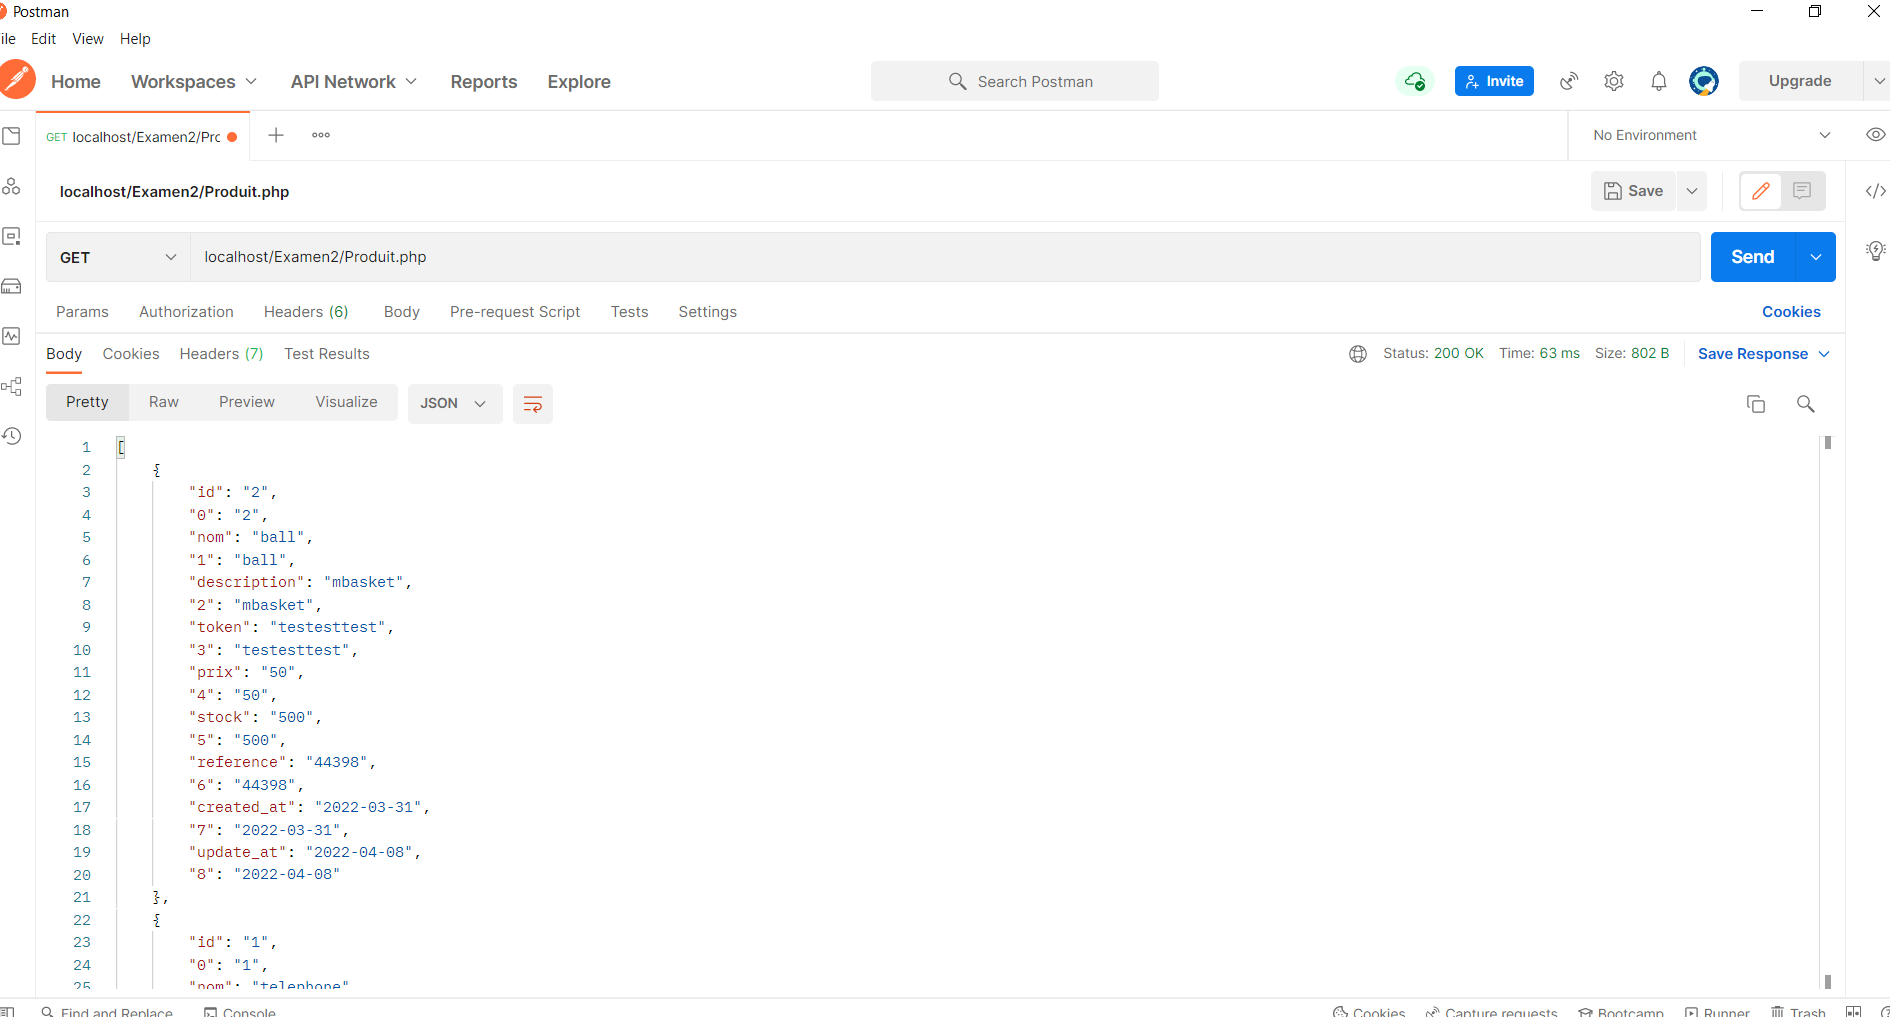 Postman
ile Edit View Help
Home Workspaces API Network Reports Explore Search Postman Invite Upgrade
GET localhost/Examen2/Prc No Environment
localhost/Examen2/Produit.php Save
GET localhost/Examen2/Produit.php Send
Params Authorization Headers (6) Body Pre-request Script Tests Settings Cookies
Body Cookies Headers (7) Test Results Status: 200 OK Time: 63 ms Size: 802 B Save Response
Pretty Raw Preview Visualize JSON
1 [
2 {
3 "id": "2",
4 "0": "2",
5 "nom": "ball",
6 "1": "ball",
7 "description": "mbasket",
8 "2": "mbasket",
9 "token": "testesttest",
10 "3": "testesttest",
11 "prix": "50",
12 "4": "50",
13 "stock": "500",
14 "5": "500",
15 "reference": "44398",
16 "6": "44398",
17 "created_at": "2022-03-31",
18 "7": "2022-03-31",
19 "update_at": "2022-04-08",
20 "8": "2022-04-08"
21 },
22 {
23 "id": "1",
24 "0": "1",
25 "nom": "telephone"
Find and Replace Console Cookies Capture requests Bootcamp Runner Trash